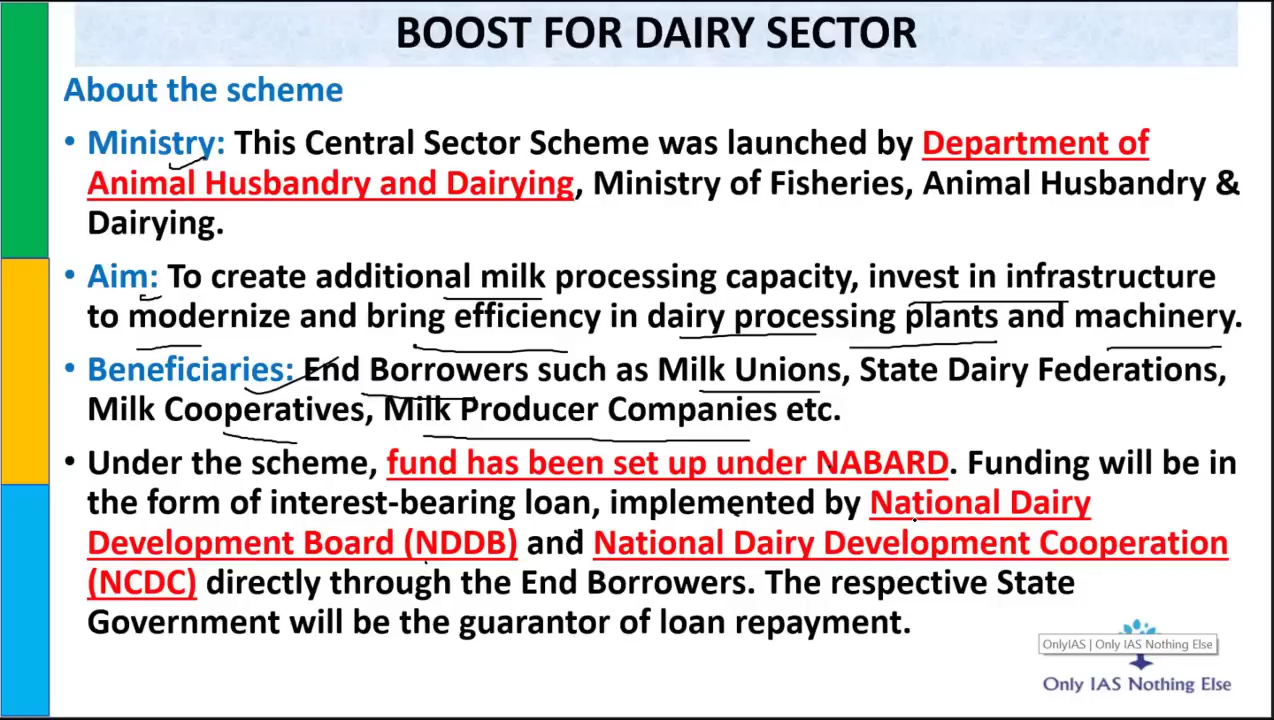 BOOST FOR DAIRY SECTOR
About the scheme
• Ministry: This Central Sector Scheme was launched by Department of
Animal Husbandry and Dairying, Ministry of Fisheries, Animal Husbandry &
Dairying.
• Aim: To create additional milk processing capacity, invest in infrastructure
to modernize and bring efficiency in dairy processing plants and machinery.
• Beneficiaries: End Borrowers such as Milk Unions, State Dairy Federations,
Milk Cooperatives, Milk Producer Companies etc.
• Under the scheme, fund has been set up under NABARD. Funding will be in
the form of interest-bearing loan, implemented by National Dairy
Development Board (NDDB) and National Dairy Development Cooperation
(NCDC) directly through the End Borrowers. The respective State
Government will be the guarantor of loan repayment.
OnlyIAS | Only IAS Nothing Else
Only IAS Nothing Else